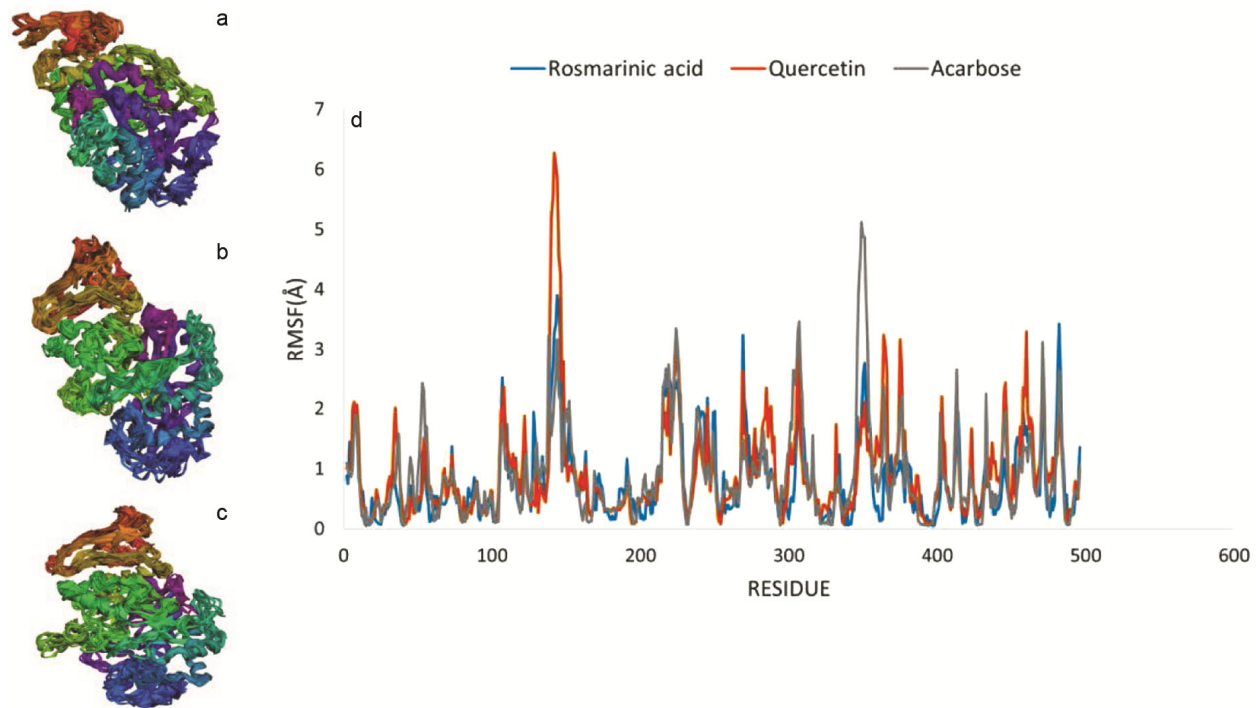 a
b
c
d
Rosmarinic acid Quercetin Acarbose
RMSF(Å)
7
6
5
4
3
2
1
0
0 100 200 300 400 500 600
RESIDUE